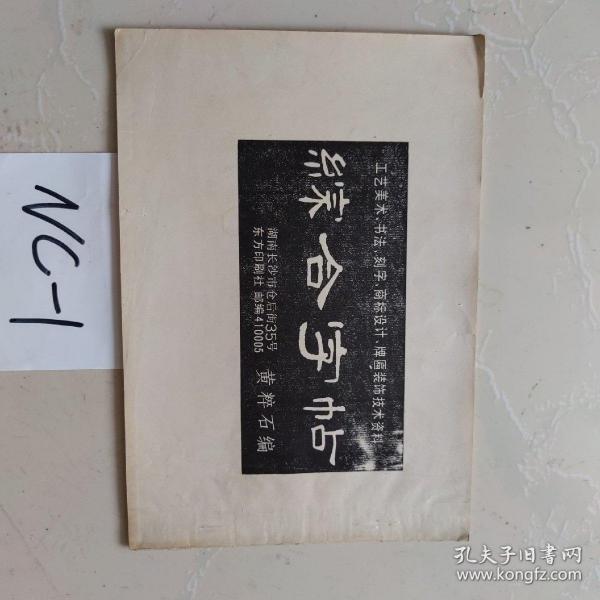 工艺美术、书法、刻字、商标设计、牌匾装饰技术资料
综合字帖
湖南长沙市仓后街35号
东方印刷社 邮编410005
黄粹石编
NC-1
孔夫子旧书网
www.kongfz.com